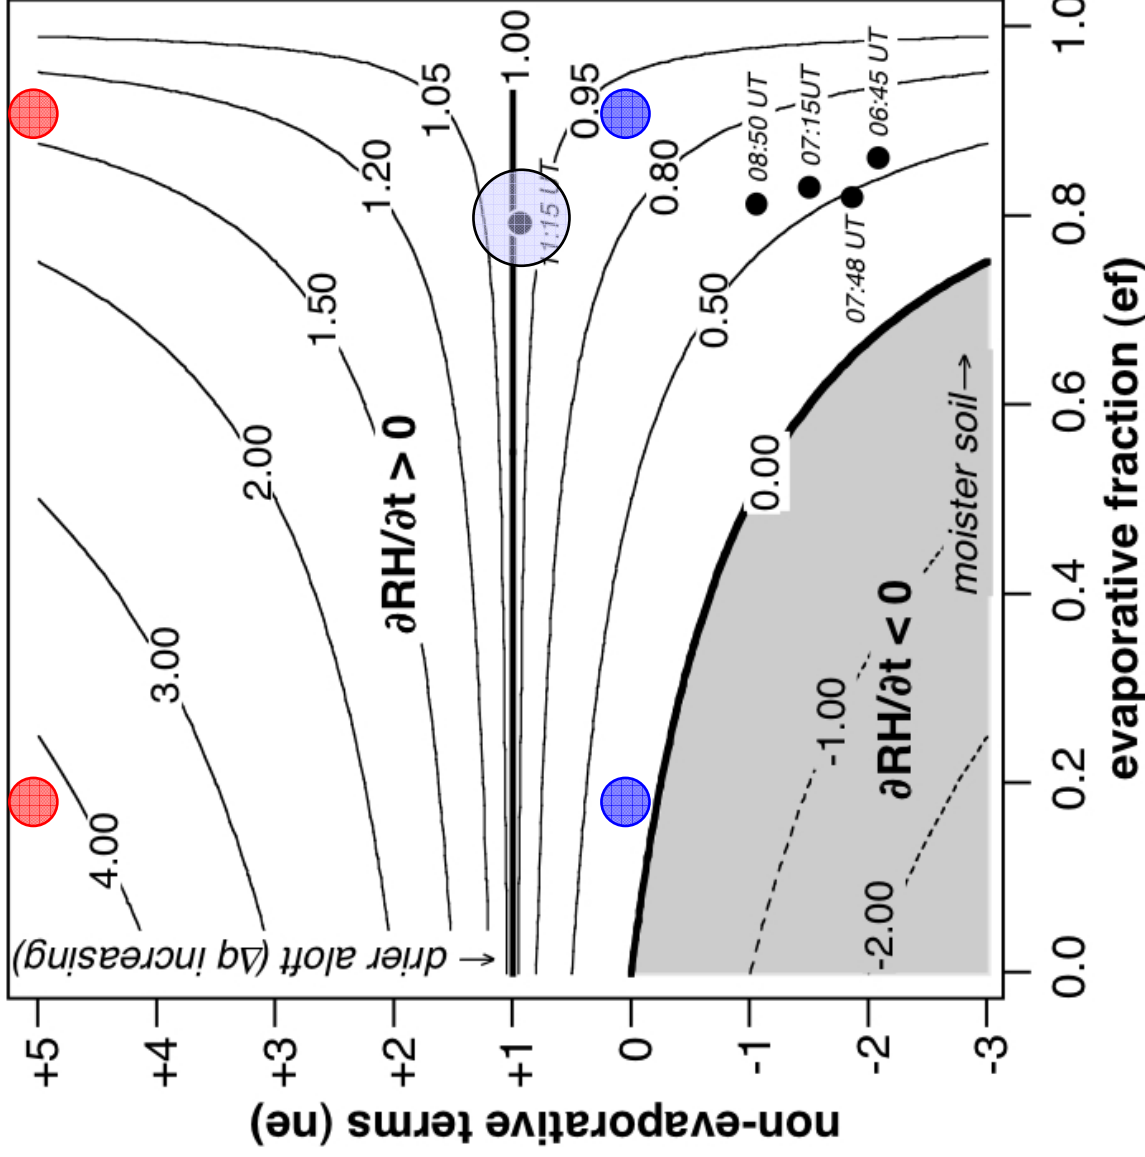 +5
+4
+3
+2
+1
0
-1
-2
-3
non-evaporative terms (ne)
← drier aloft (Δq increasing)
4.00
3.00
2.00
1.50
1.20
1.05
1.00
0.95
0.80
0.50
0.00
-1.00
-2.00
∂RH/∂t > 0
∂RH/∂t < 0
11:15 UT
08:50 UT
07:15UT
07:48 UT
06:45 UT
moister soil→
0.0
0.2
0.4
0.6
0.8
1.0
evaporative fraction (ef)